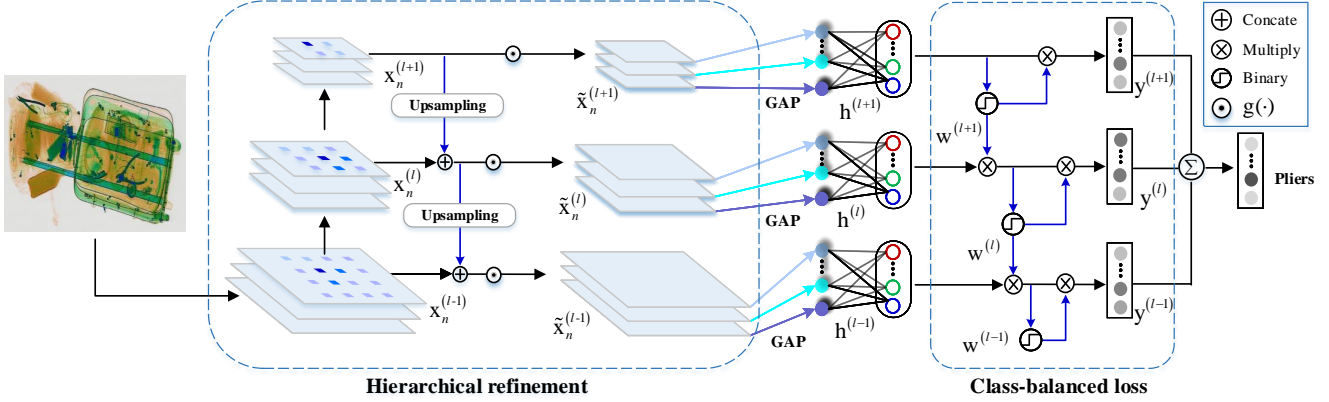 x_n^{(l+1)}
Upsampling
x̃_n^{(l+1)}
GAP
h^{(l+1)}
w^{(l+1)}
y^{(l+1)}
Concate
Multiply
Binary
g(·)
x_n^{(l)}
Upsampling
x̃_n^{(l)}
GAP
h^{(l)}
w^{(l)}
y^{(l)}
Σ
Pliers
x_n^{(l-1)}
x̃_n^{(l-1)}
GAP
h^{(l-1)}
w^{(l-1)}
y^{(l-1)}
Hierarchical refinement
Class-balanced loss